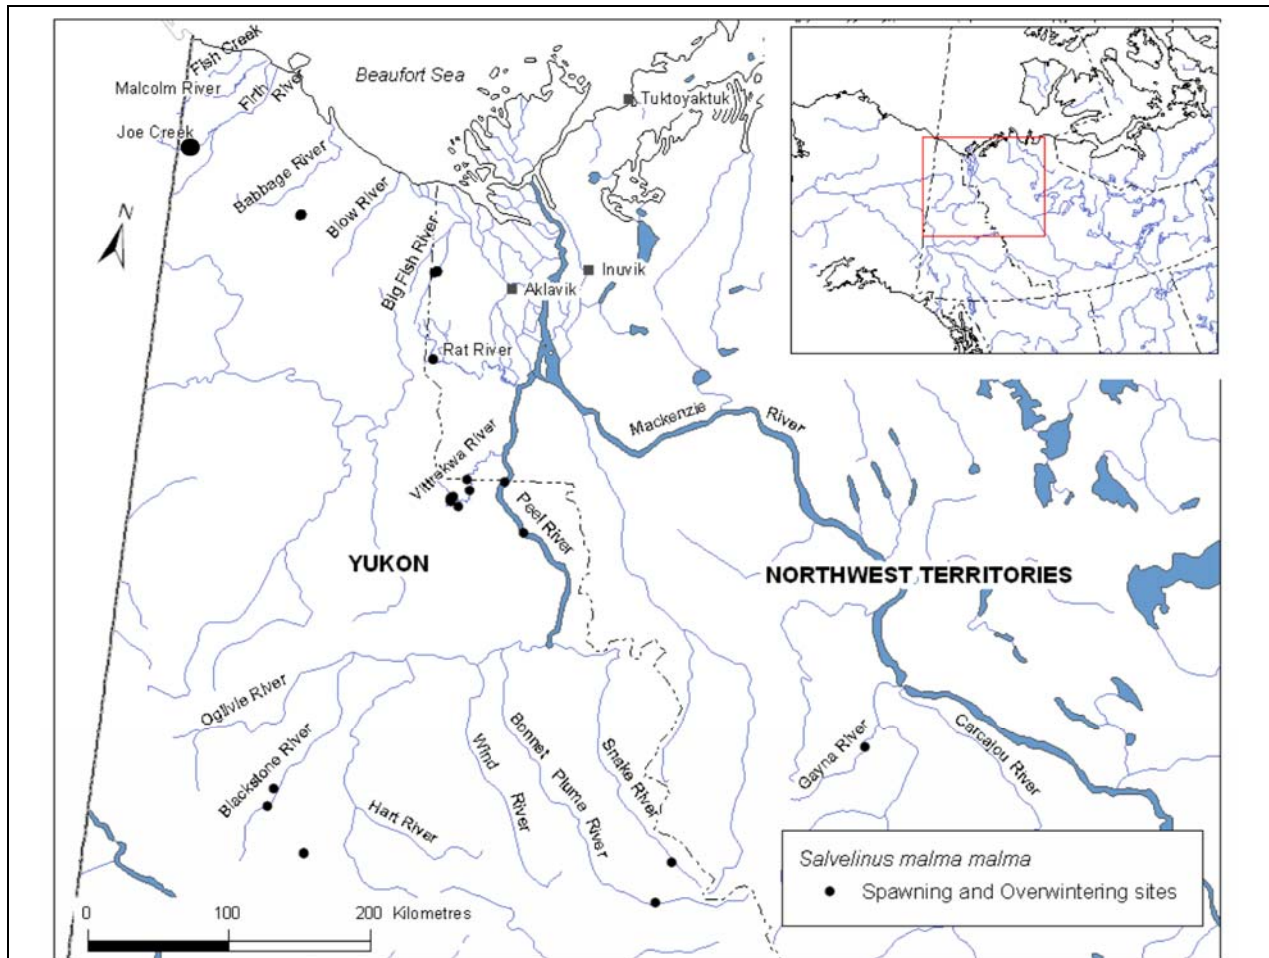 Fish Creek
Beaufort Sea
Malcolm River
Firth River
Tuktoyaktuk
Joe Creek
Babbage River
Blow River
N
Big Fish River
Inuvik
Aklavik
Rat River
Mackenzie River
Vittrekwa River
Peel River
YUKON
NORTHWEST TERRITORIES
Ogilvie River
Blackstone River
Wind River
Bonnet Plume River
Snake River
Gayna River
Carcajou River
Hart River
Salvelinus malma malma
Spawning and Overwintering sites
0 100 200 Kilometres